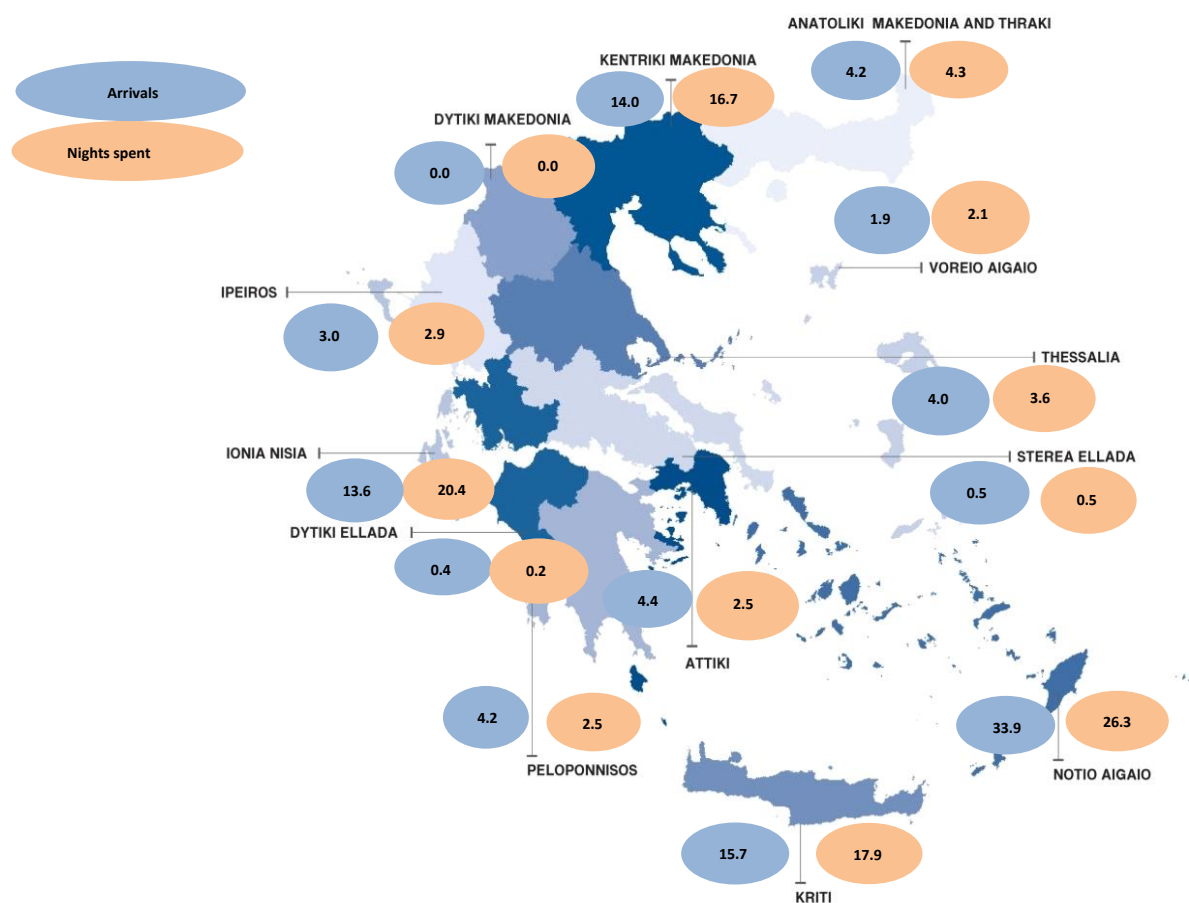 ANATOLIKI MAKEDONIA AND THRAKI
4.2
4.3
KENTRIKI MAKEDONIA
14.0
16.7
Arrivals
Nights spent
DYTIKI MAKEDONIA
0.0
0.0
1.9
2.1
VOREIO AIGAIO
IPEIROS
3.0
2.9
THESSALIA
4.0
3.6
IONIA NISIA
13.6
20.4
STEREA ELLADA
0.5
0.5
DYTIKI ELLADA
0.4
0.2
4.4
2.5
ATTIKI
4.2
2.5
PELOPONNISOS
33.9
26.3
NOTIO AIGAIO
15.7
17.9
KRITI